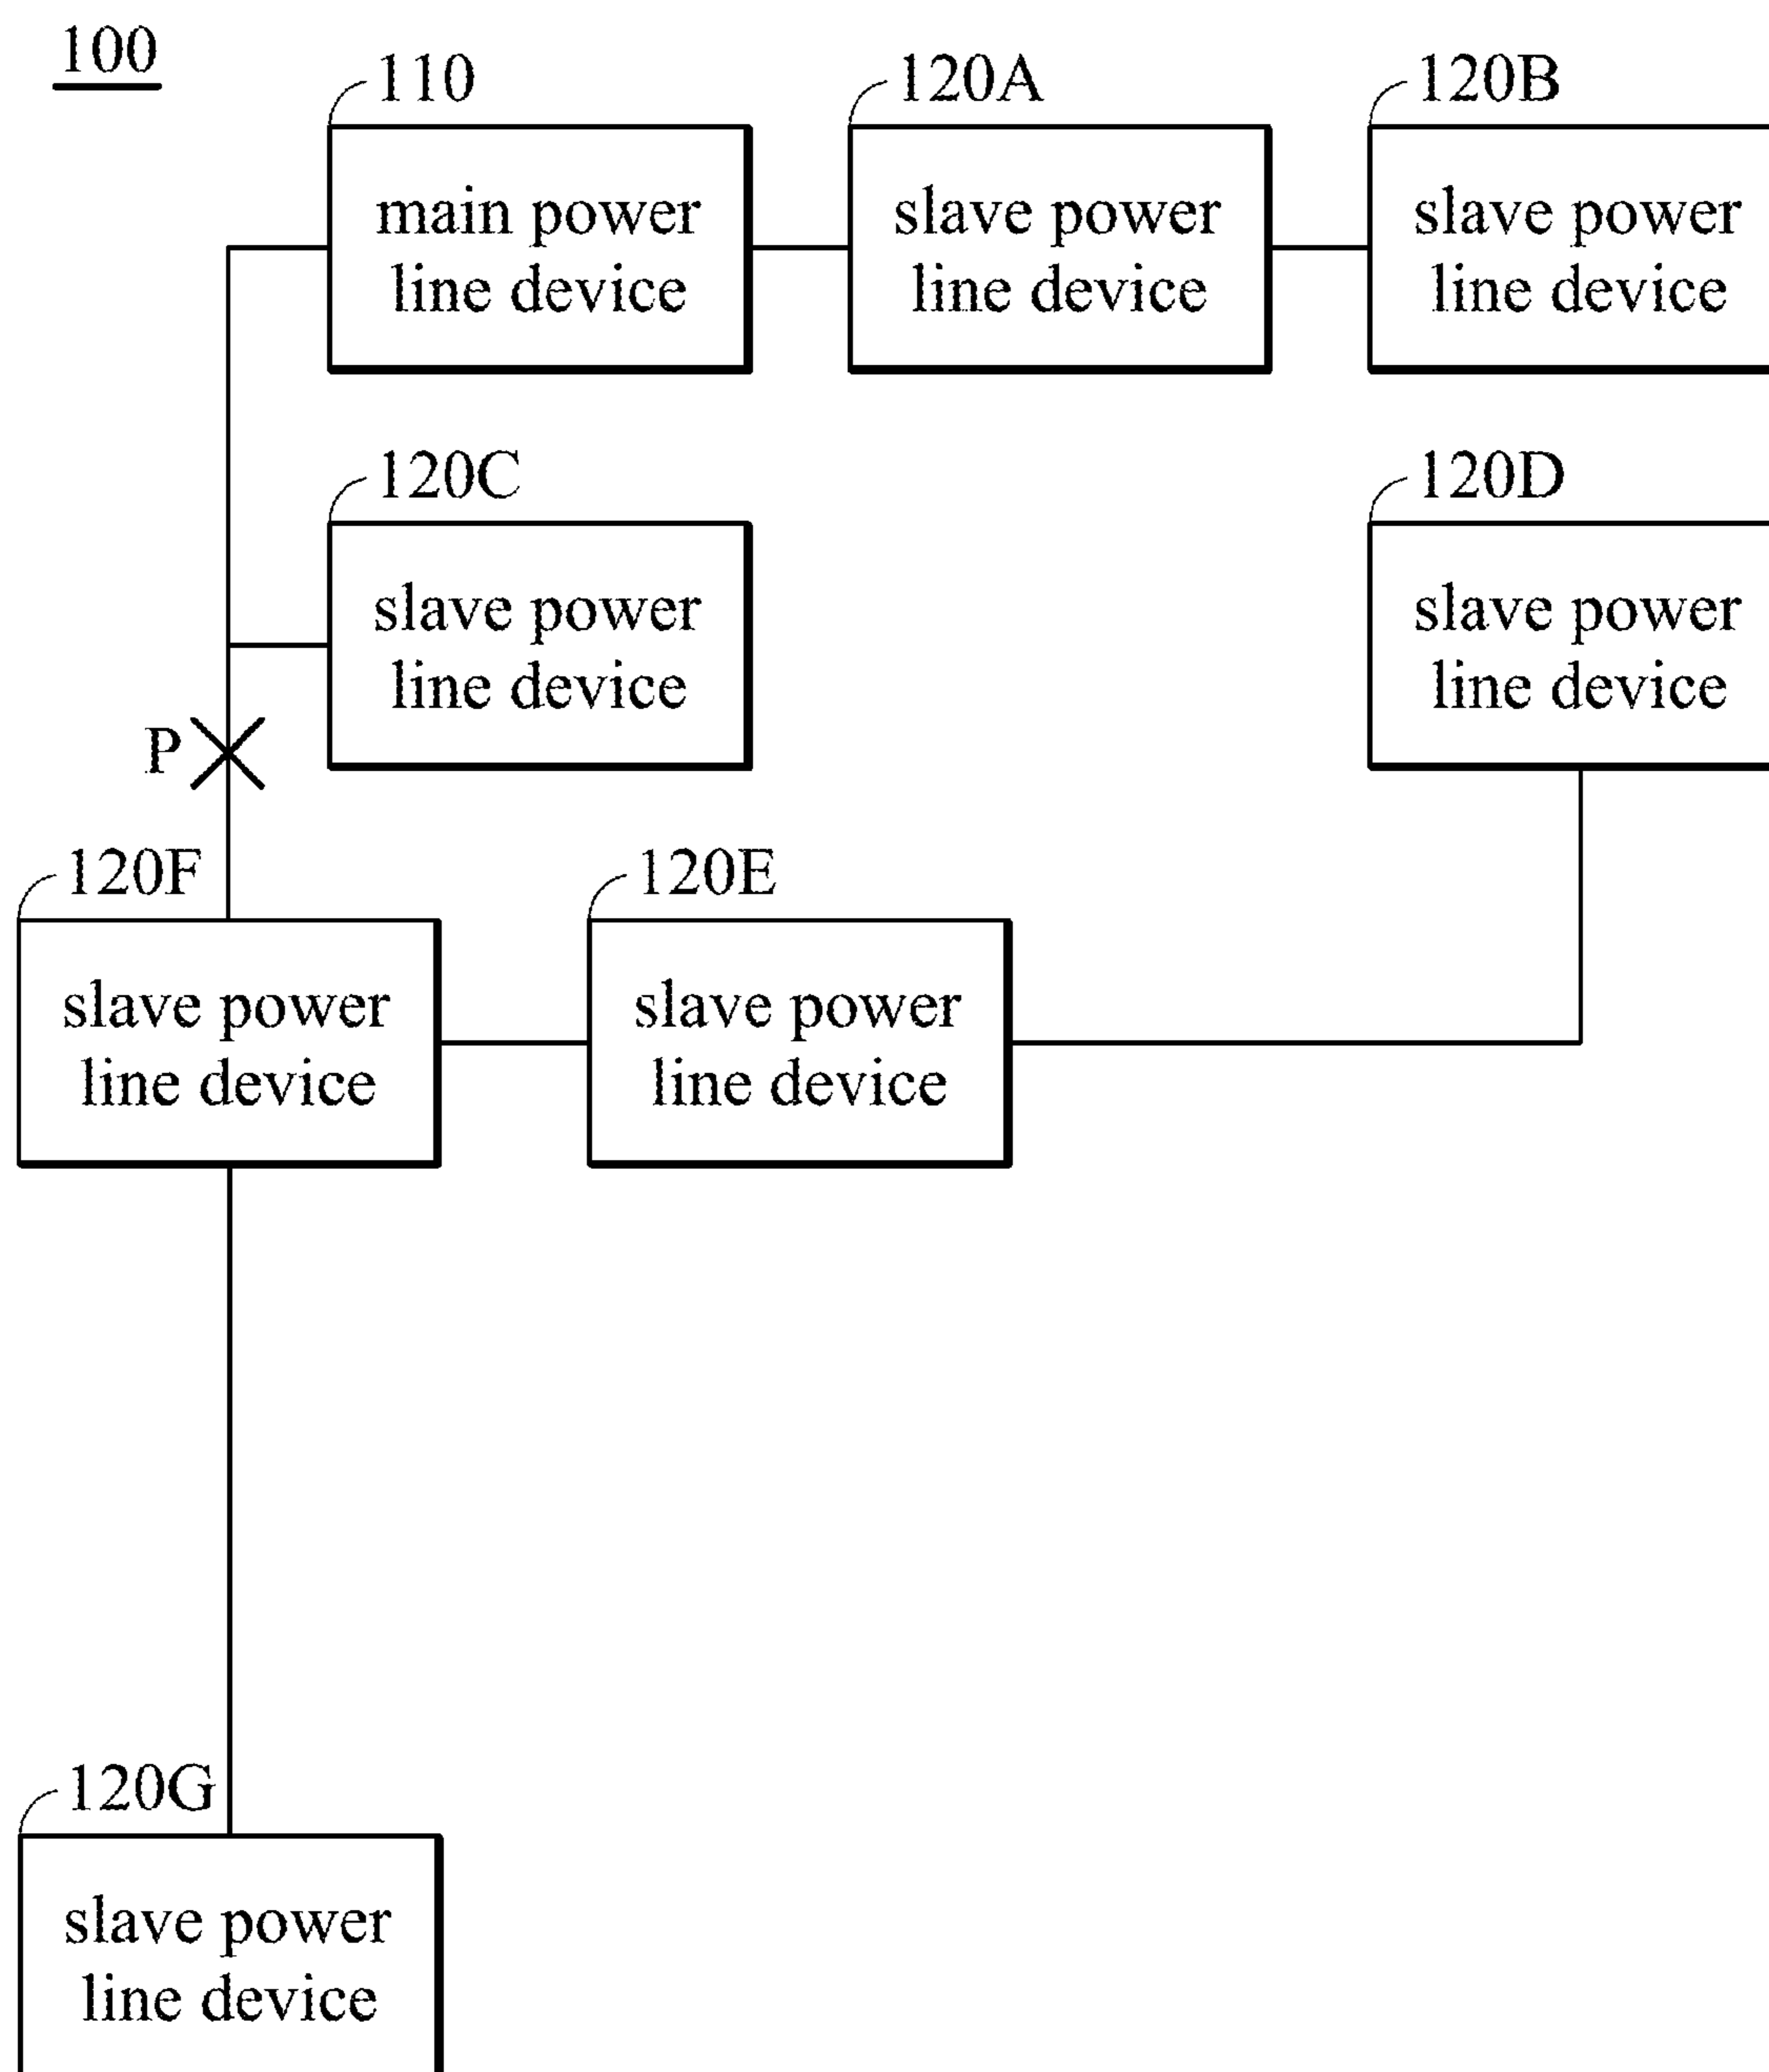 100
110
120A
120B
main power
line device
slave power
line device
slave power
line device
120C
120D
slave power
line device
slave power
line device
P
120F
120E
slave power
line device
slave power
line device
120G
slave power
line device